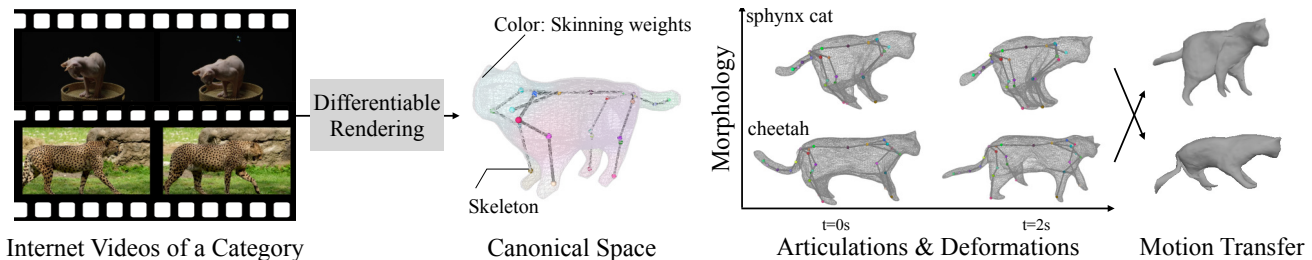 Color: Skinning weights
Differentiable
Rendering
Skeleton
Morphology
sphynx cat
cheetah
t=0s
t=2s
Internet Videos of a Category
Canonical Space
Articulations & Deformations
Motion Transfer